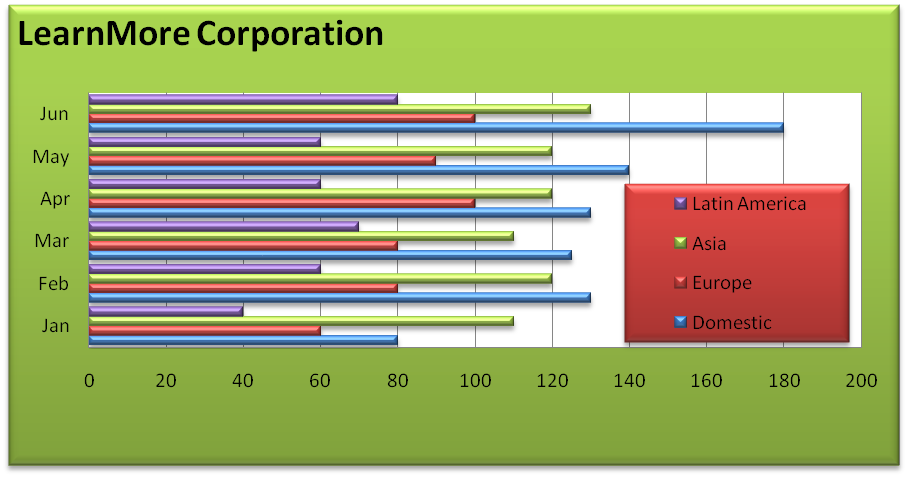 LearnMore Corporation
Jun
May
Apr
Mar
Feb
Jan
Latin America
Asia
Europe
Domestic
0 20 40 60 80 100 120 140 160 180 200